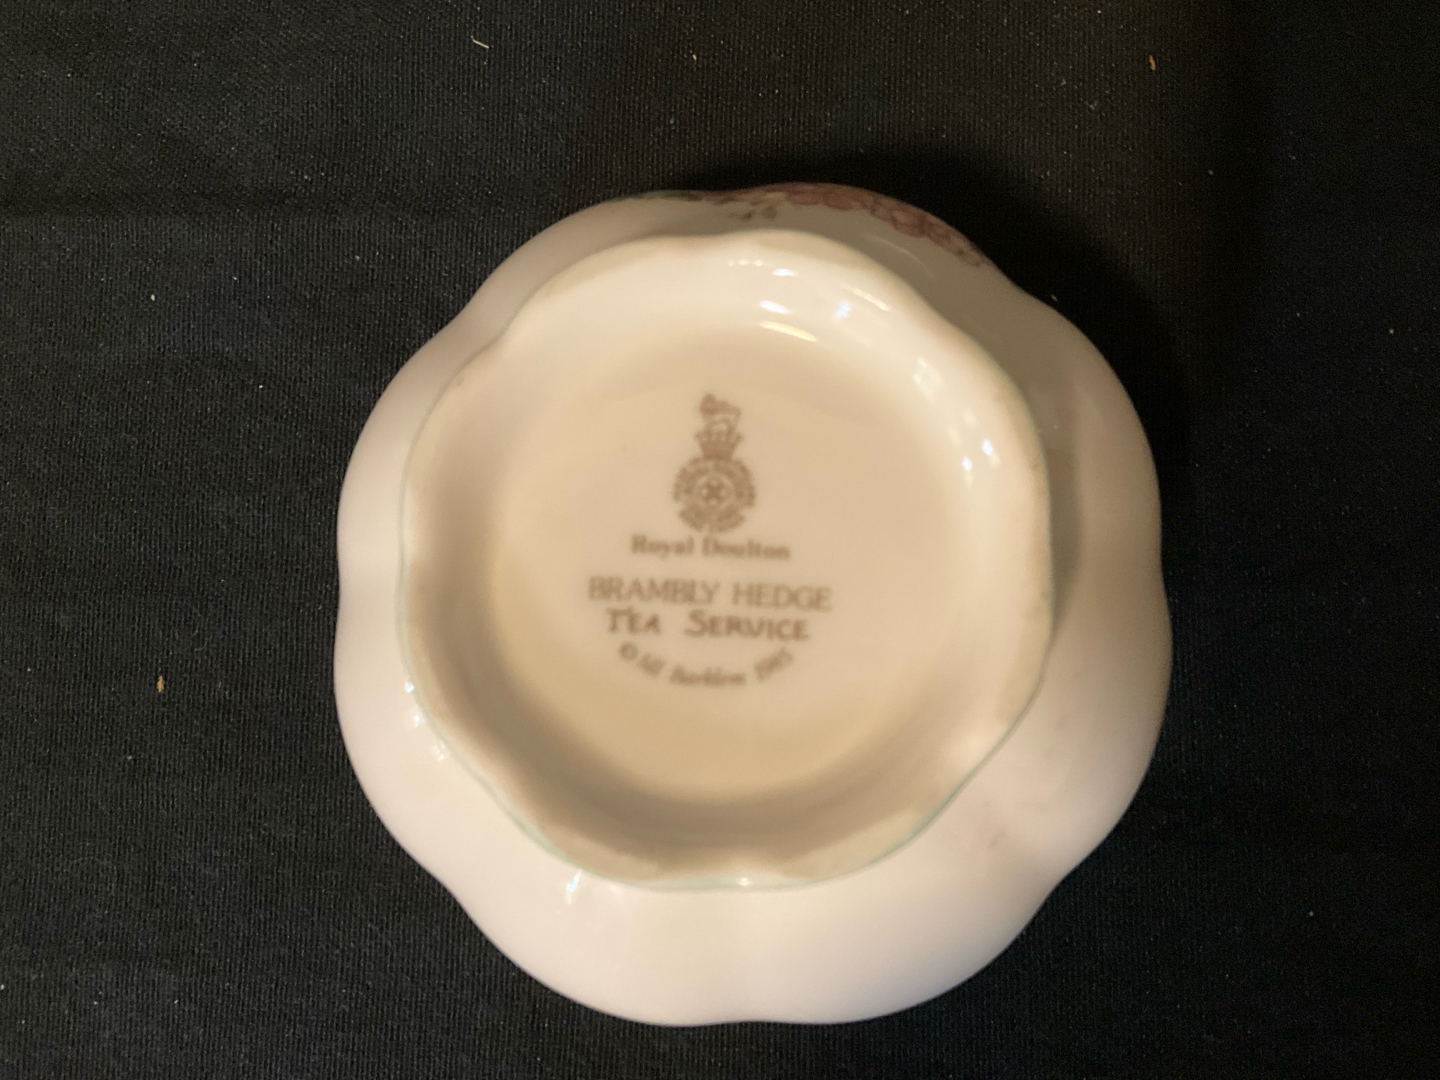 Royal Doulton
BRAMBLY HEDGE
TEA SERVICE
© Jill Barklem